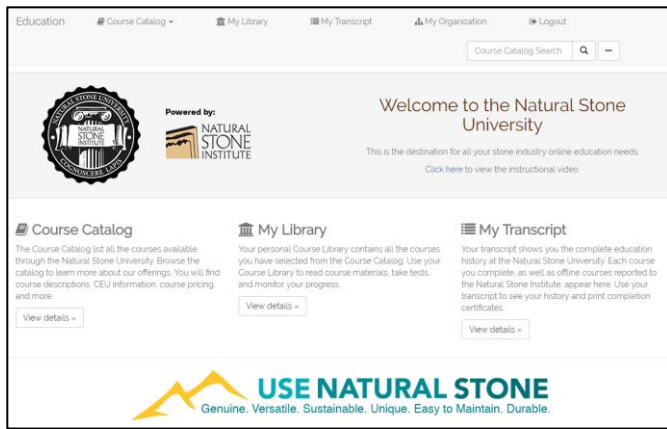 Education Course Catalog My Library My Transcript My Organization Logout
Course Catalog Search
NATURAL STONE UNIVERSITY
NATURAL
STONE
INSTITUTE
COGNOSCERE LAPIS
Powered by:
NATURAL
STONE
INSTITUTE
Welcome to the Natural Stone
University
This is the destination for all your stone industry online education needs.
Click here to view the instructional video
Course Catalog
The Course Catalog list all the courses available
through the Natural Stone University. Browse the
catalog to learn more about our offerings. You will find
course descriptions, CEU information, course pricing,
and more.
View details »
My Library
Your personal Course Library contains all the courses
you have selected from the Course Catalog. Use your
Course Library to read course materials, take tests,
and monitor your progress.
View details »
My Transcript
Your transcript shows you the complete education
history at the Natural Stone University. Each course
you complete, as well as offline courses reported to
the Natural Stone Institute, appear here. Use your
transcript to see your history and print completion
certificates.
View details »
USE NATURAL STONE
Genuine. Versatile. Sustainable. Unique. Easy to Maintain. Durable.